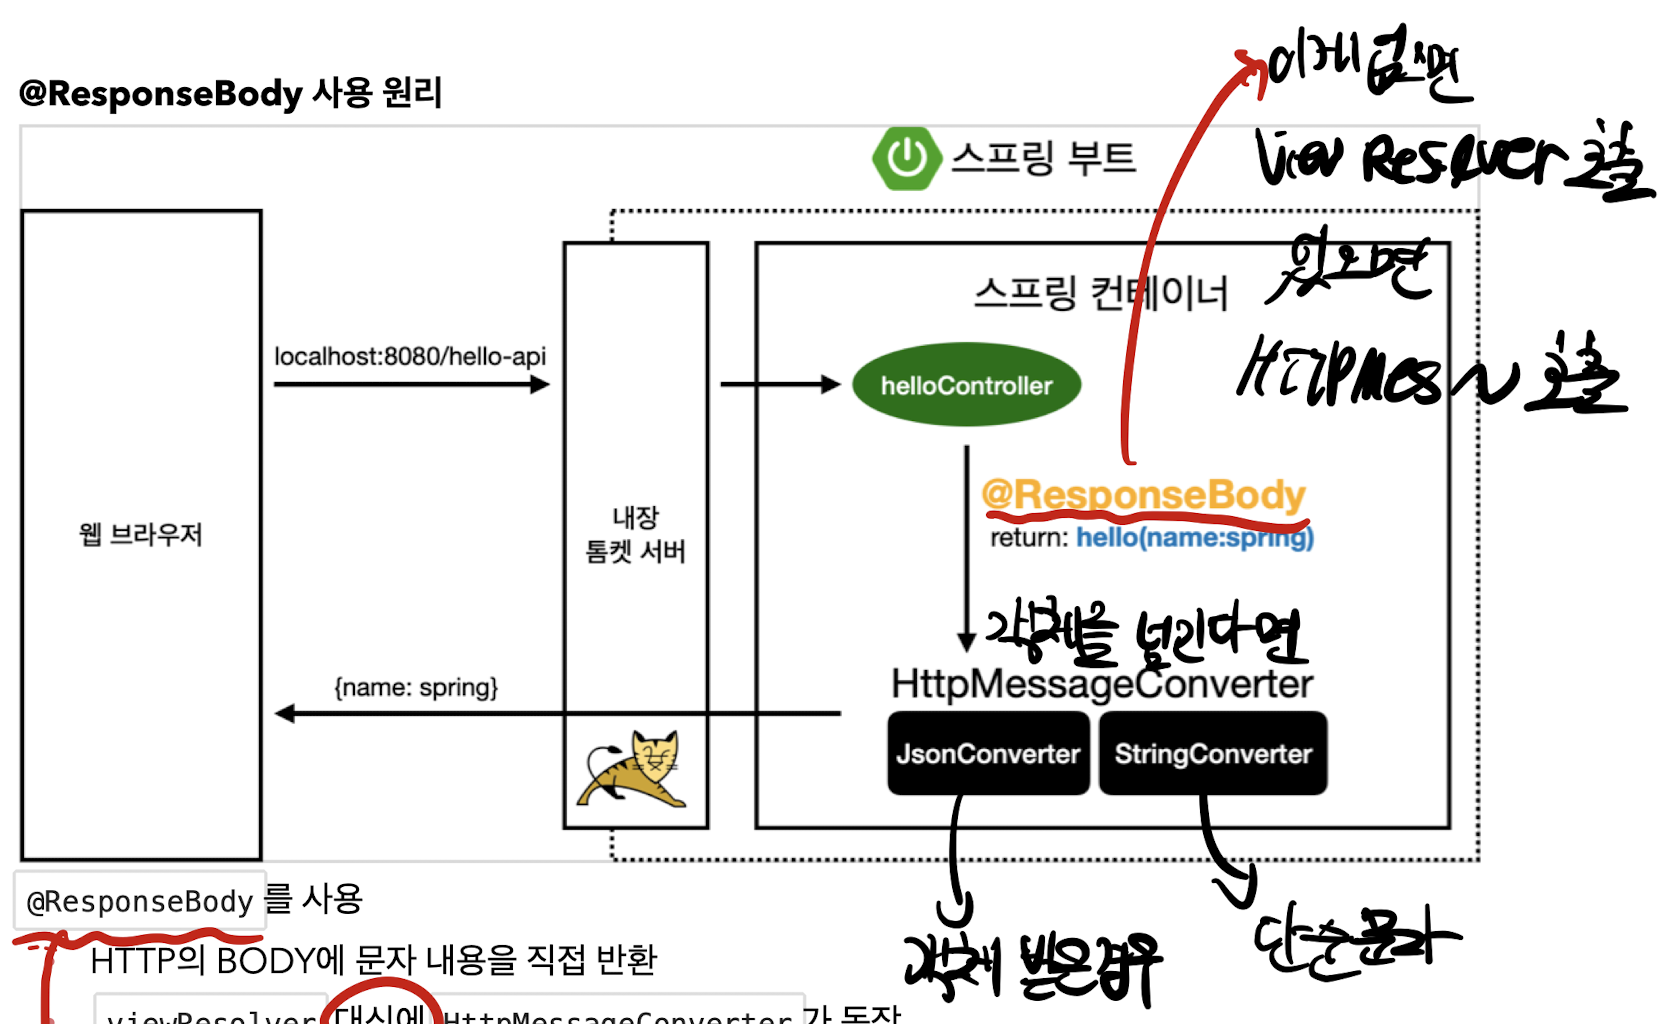 @ResponseBody 사용 원리
이게 없으면
View Resolver 호출
있으면
HTTPMes~ 호출
스프링 부트
스프링 컨테이너
localhost:8080/hello-api
helloController
웹 브라우저
내장
톰켓 서버
@ResponseBody
return: hello(name:spring)
객체를 넘긴다면
HttpMessageConverter
{name: spring}
JsonConverter
StringConverter
객체 받은경우
단순문자
@ResponseBody 를 사용
HTTP의 BODY에 문자 내용을 직접 반환
viewResolver 대신에 HttpMessageConverter 가 동작